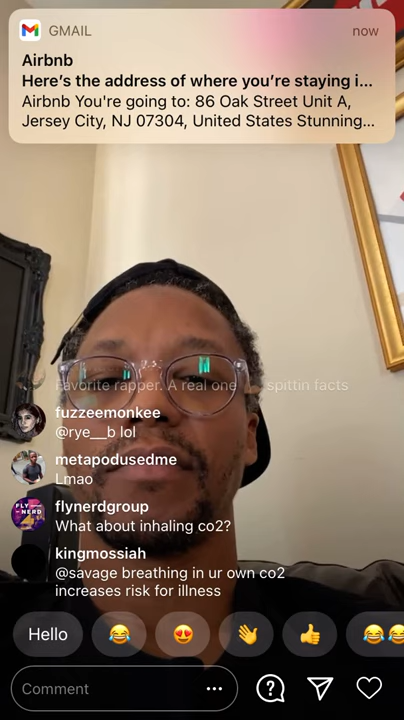 GMAIL
now
Airbnb
Here’s the address of where you’re staying i...
Airbnb You're going to: 86 Oak Street Unit A,
Jersey City, NJ 07304, United States Stunning...
Favorite rapper. A real one spittin facts
fuzzeemonkee
@rye__b lol
metapodusedme
Lmao
FLY
NERD
flynerdgroup
What about inhaling co2?
kingmossiah
@savage breathing in ur own co2
increases risk for illness
Hello
Comment